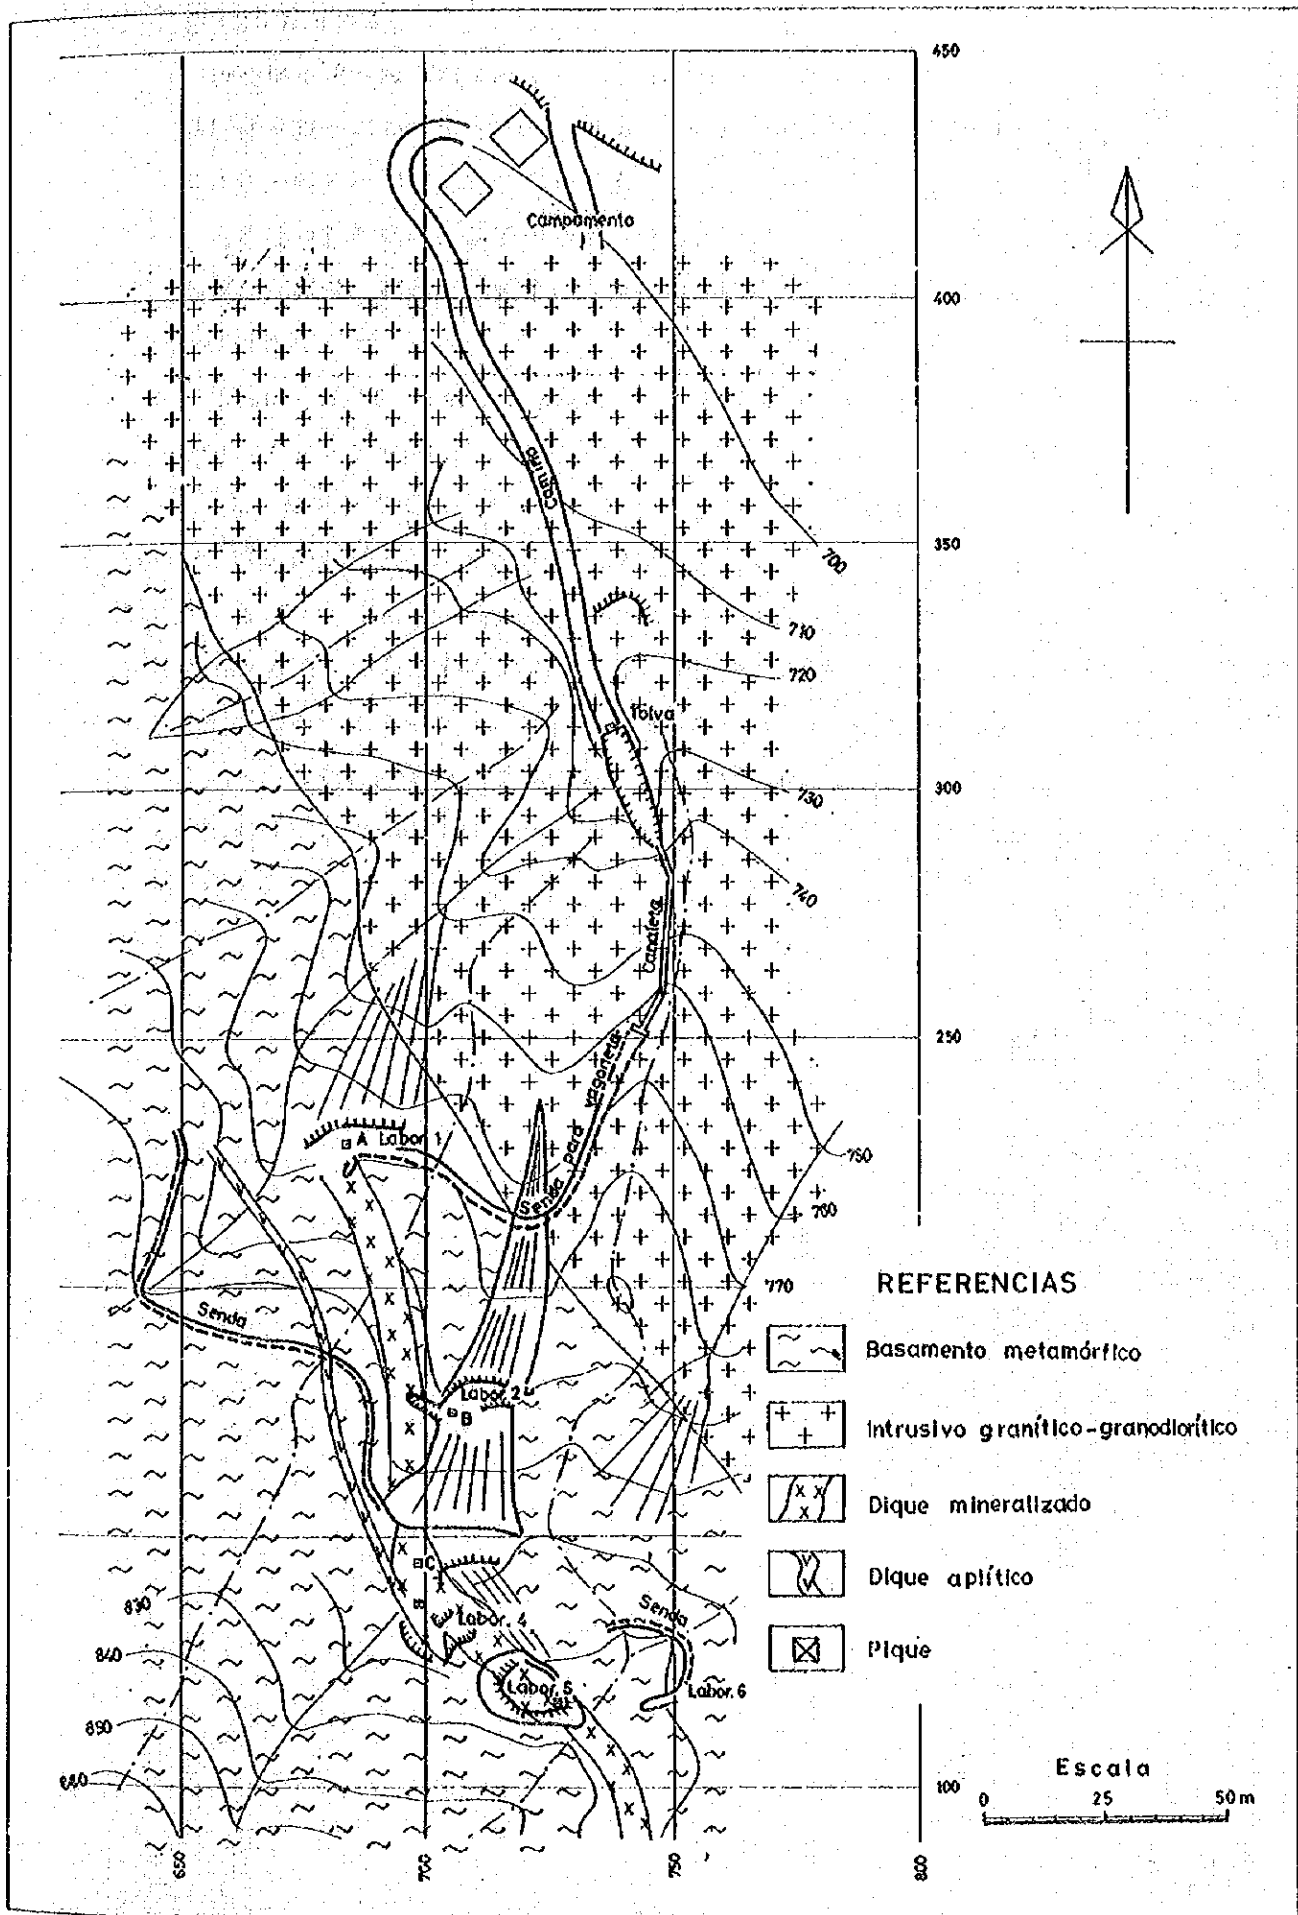 450
Campamento
400
Camino
350
700
710
720
Tolva
300
730
740
Canaleta
250
Senda para vagoneta
A Labor. 1
750
760
770
Senda
Labor. 2
B
C
Labor. 4
Senda
Labor. 5
Labor. 6
830
840
100
650
700
750
800
REFERENCIAS
Basamento metamórfico
Intrusivo granítico-granodiorítico
Dique mineralizado
Dique aplítico
Pique
Escala
0 25 50 m